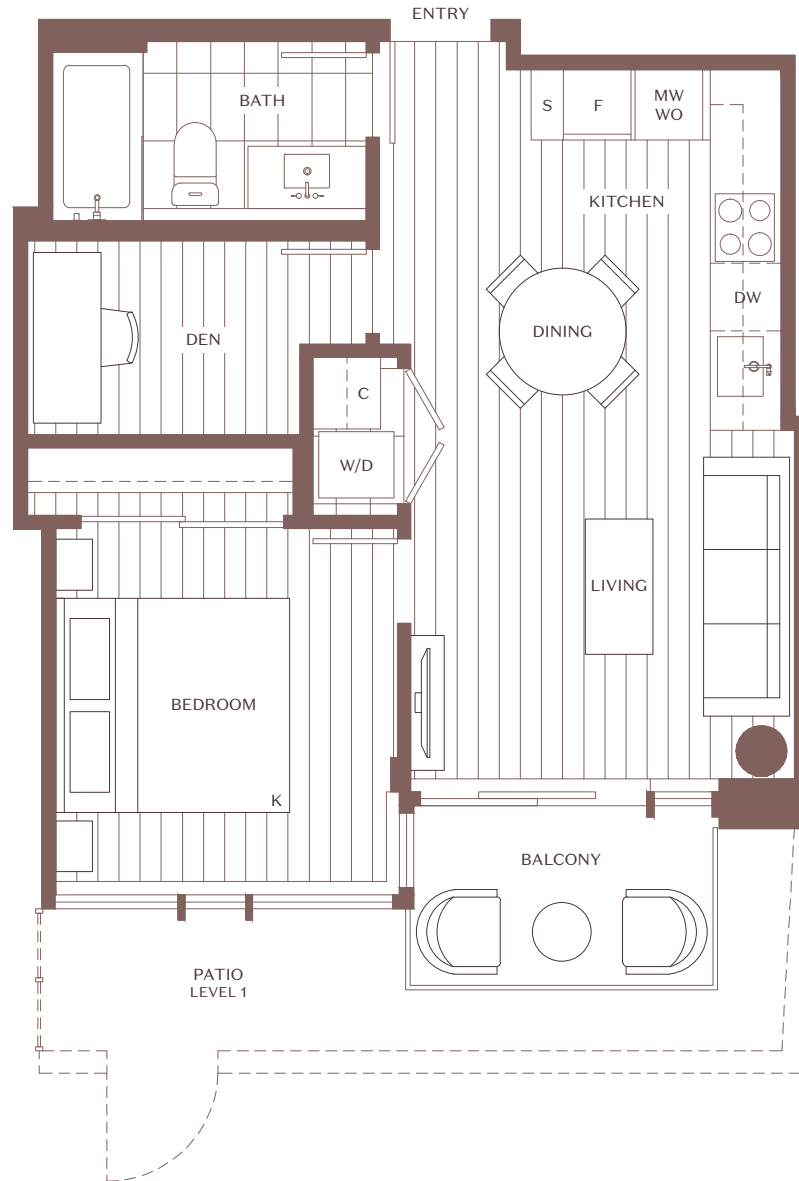 ENTRY
BATH
S
F
MW
WO
KITCHEN
DW
DEN
DINING
C
W/D
LIVING
BEDROOM
K
BALCONY
PATIO
LEVEL 1